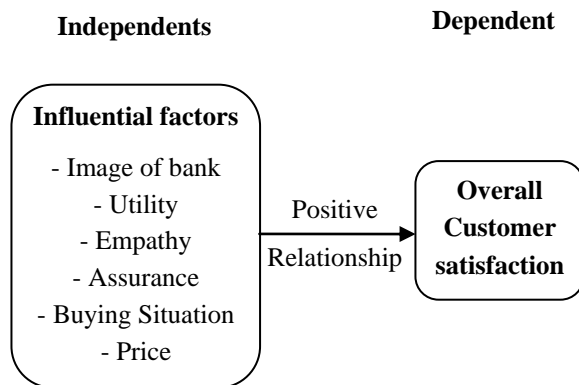 Independents
Dependent
Influential factors
- Image of bank
- Utility
- Empathy
- Assurance
- Buying Situation
- Price
Positive
Relationship
Overall
Customer
satisfaction